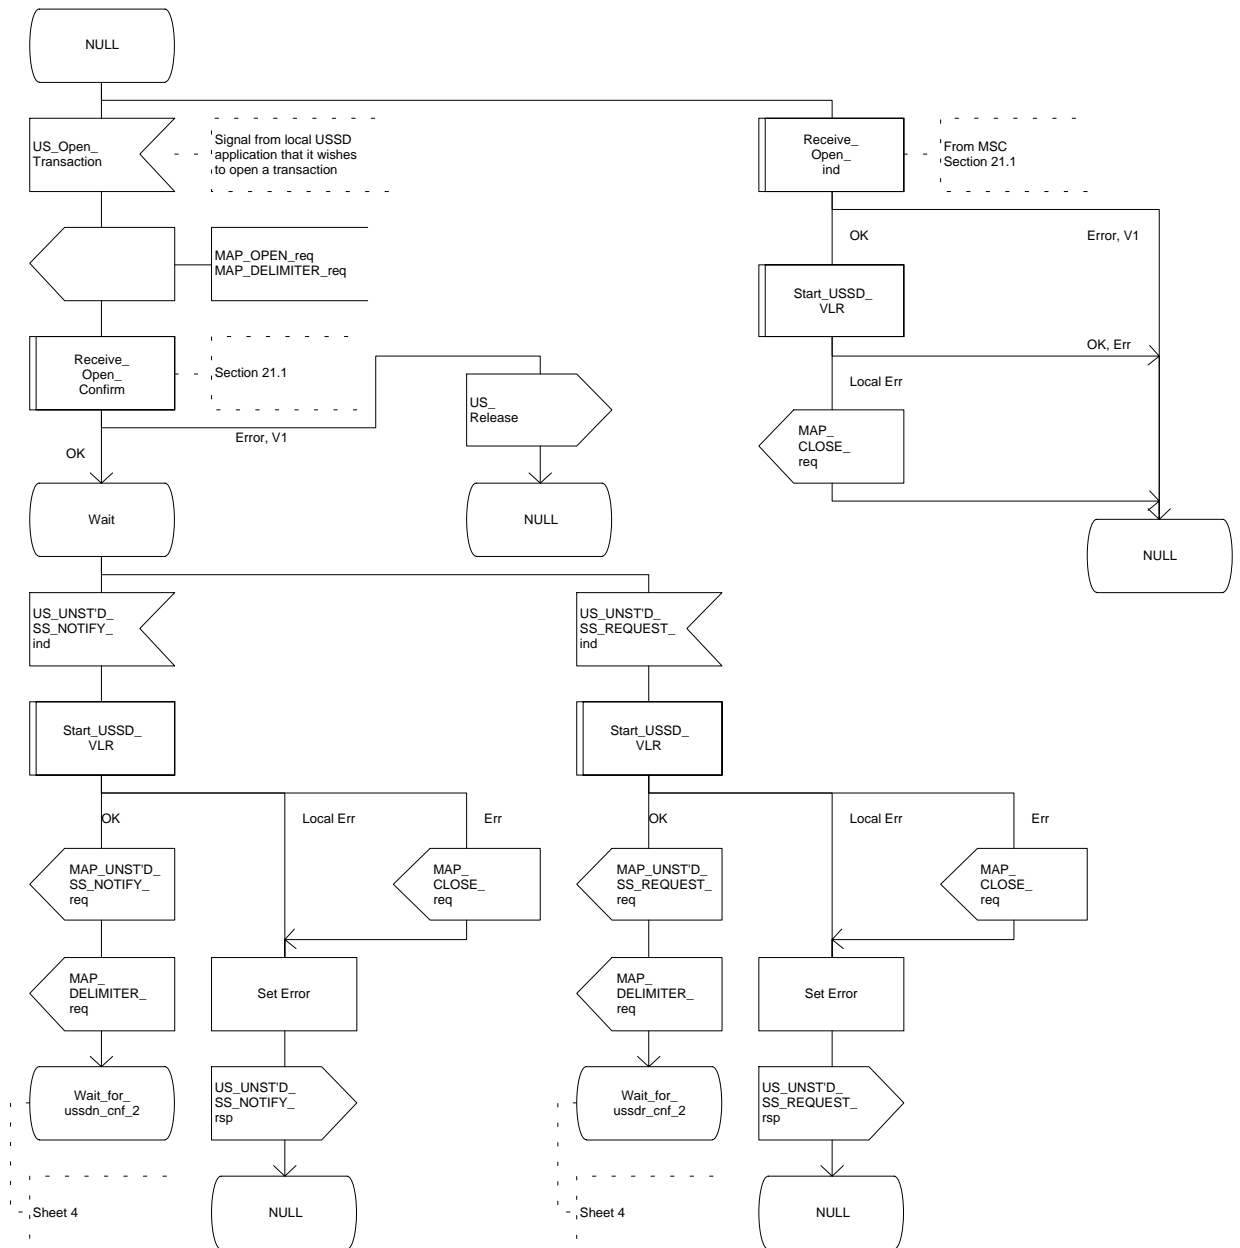 NULL
US_Open_
Transaction
Signal from local USSD
application that it wishes
to open a transaction
Receive_
Open_
ind
From MSC
Section 21.1
MAP_OPEN_req
MAP_DELIMITER_req
OK
Error, V1
Start_USSD_
VLR
Receive_
Open_
Confirm
Section 21.1
OK, Err
Local Err
US_
Release
Error, V1
OK
MAP_
CLOSE_
req
Wait
NULL
NULL
US_UNST'D_
SS_NOTIFY_
ind
US_UNST'D_
SS_REQUEST_
ind
Start_USSD_
VLR
Start_USSD_
VLR
OK
Local Err
Err
OK
Local Err
Err
MAP_UNST'D_
SS_NOTIFY_
req
MAP_
CLOSE_
req
MAP_UNST'D_
SS_REQUEST_
req
MAP_
CLOSE_
req
MAP_
DELIMITER_
req
Set Error
MAP_
DELIMITER_
req
Set Error
Wait_for_
ussdn_cnf_2
US_UNST'D_
SS_NOTIFY_
rsp
Wait_for_
ussdr_cnf_2
US_UNST'D_
SS_REQUEST_
rsp
Sheet 4
NULL
Sheet 4
NULL